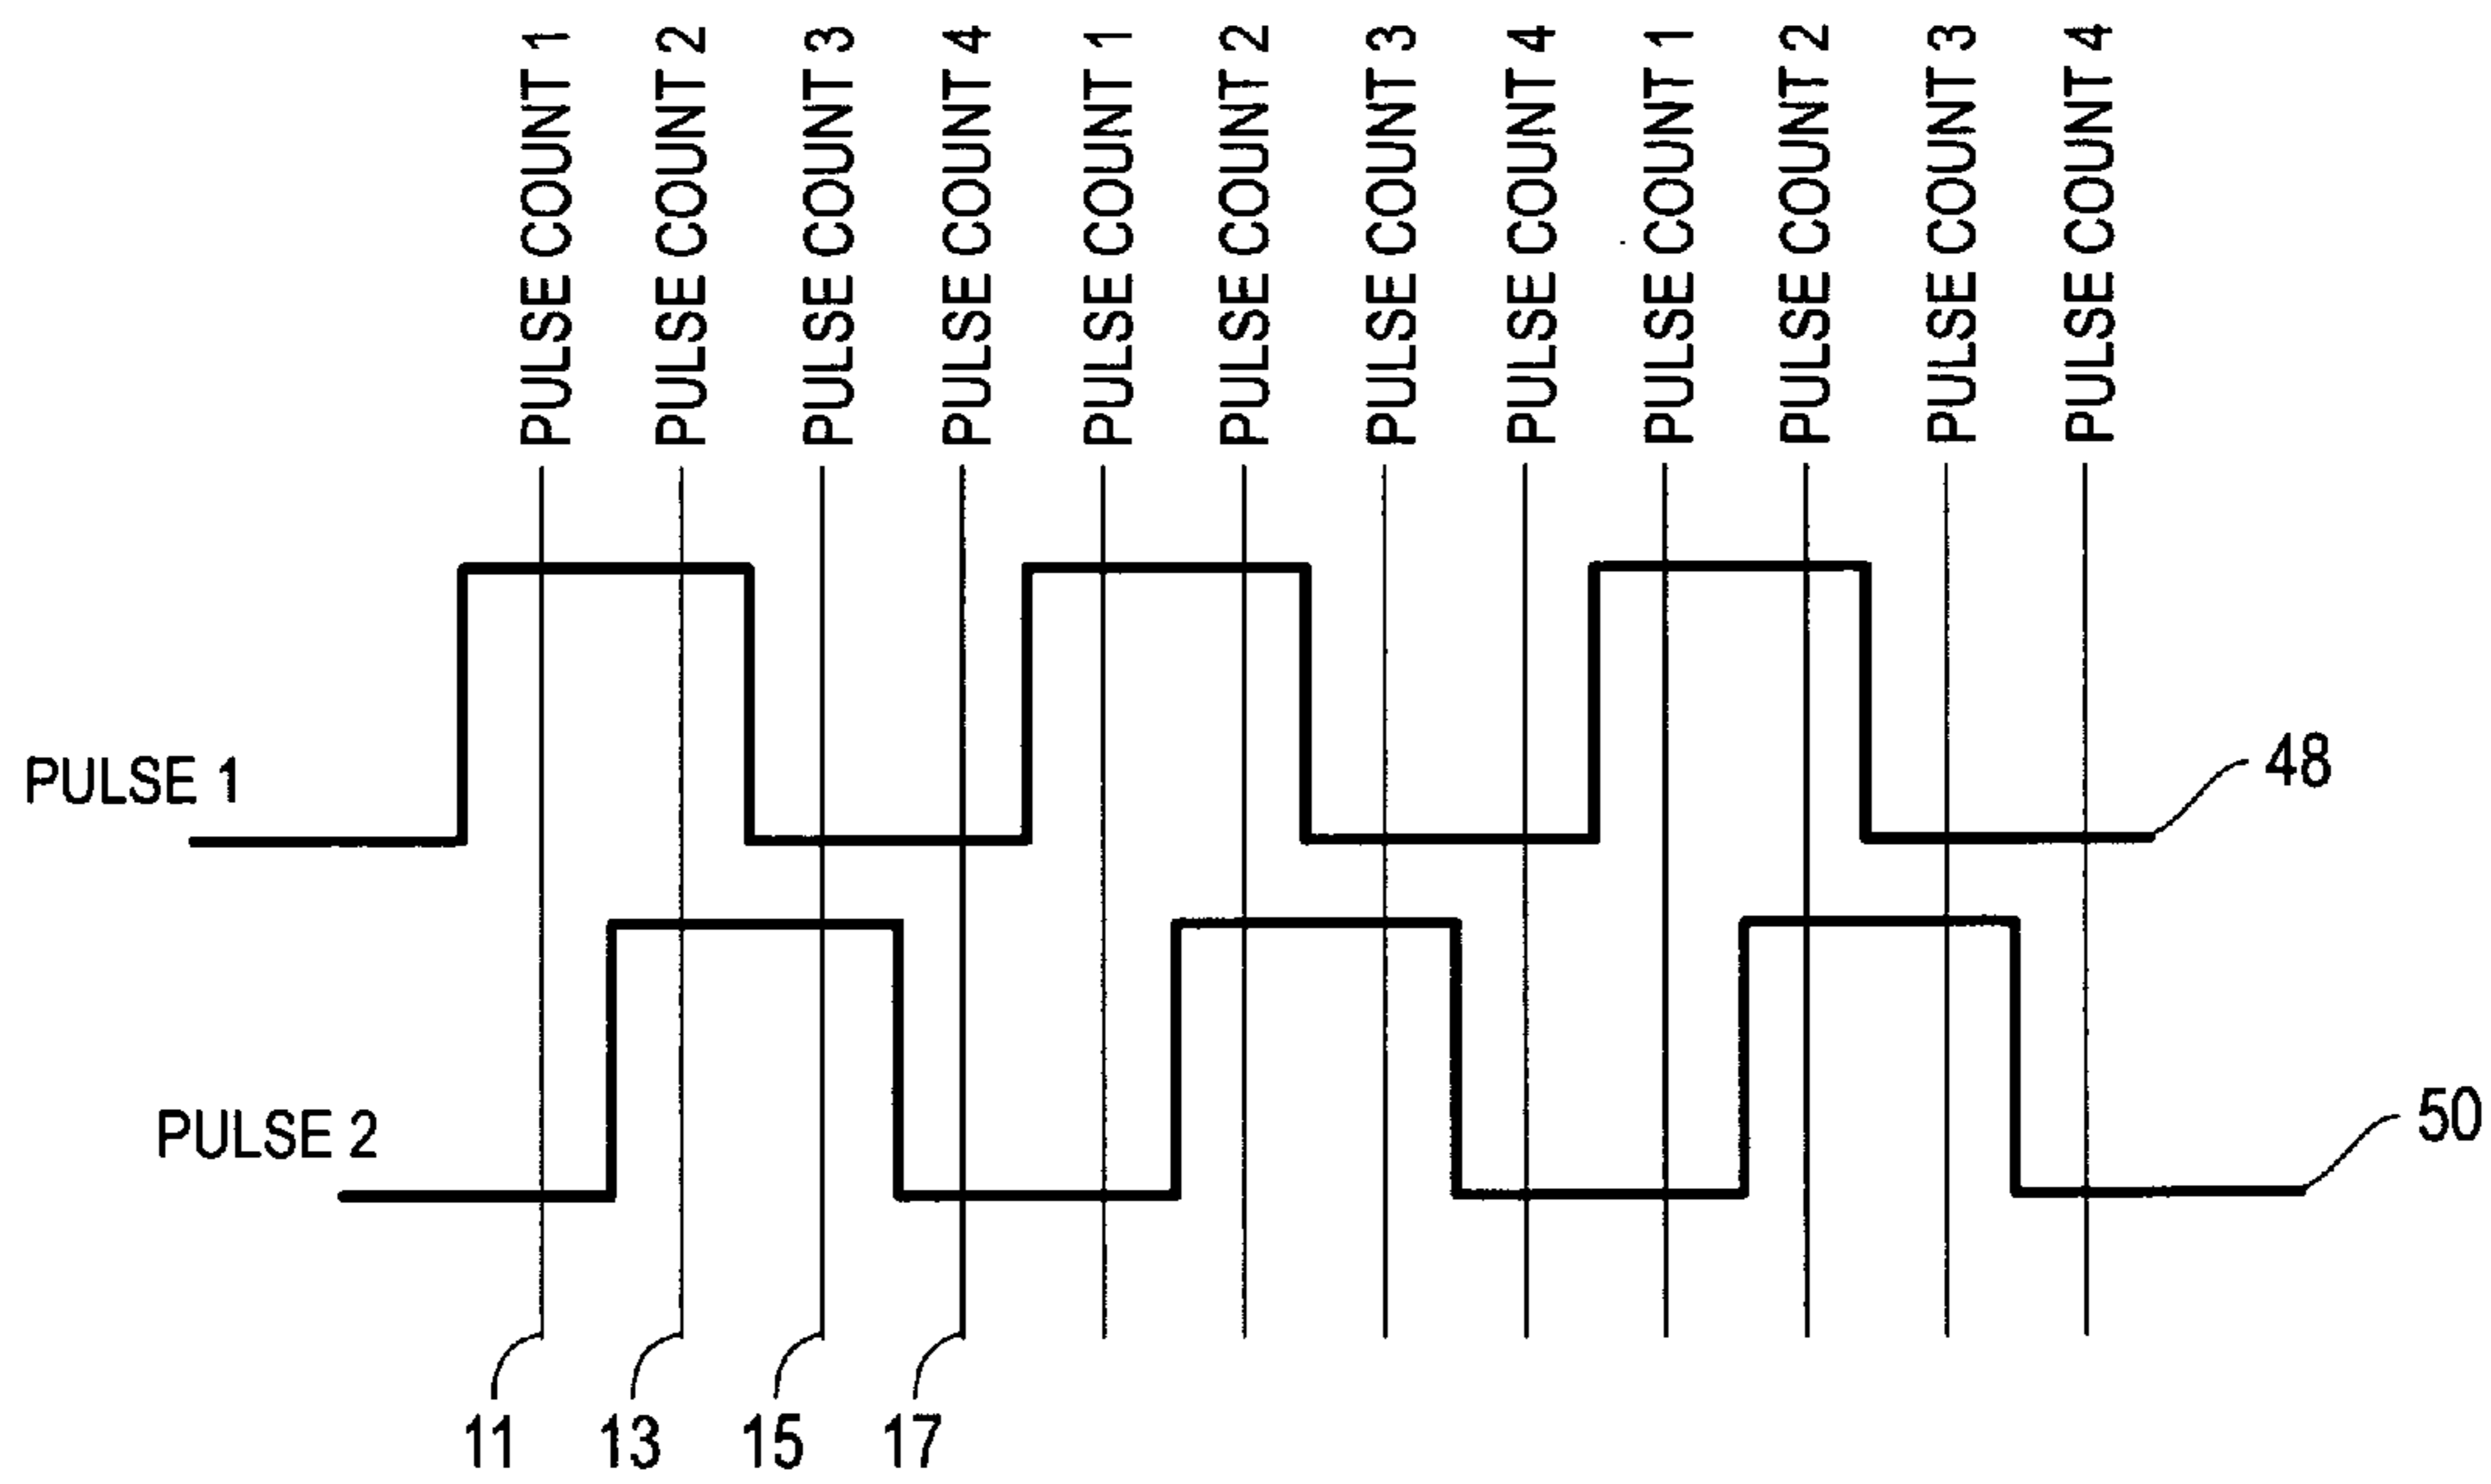 PULSE COUNT 1
PULSE COUNT 2
PULSE COUNT 3
PULSE COUNT 4
PULSE COUNT 1
PULSE COUNT 2
PULSE COUNT 3
PULSE COUNT 4
PULSE COUNT 1
PULSE COUNT 2
PULSE COUNT 3
PULSE COUNT 4
PULSE 1
48
PULSE 2
50
11
13
15
17